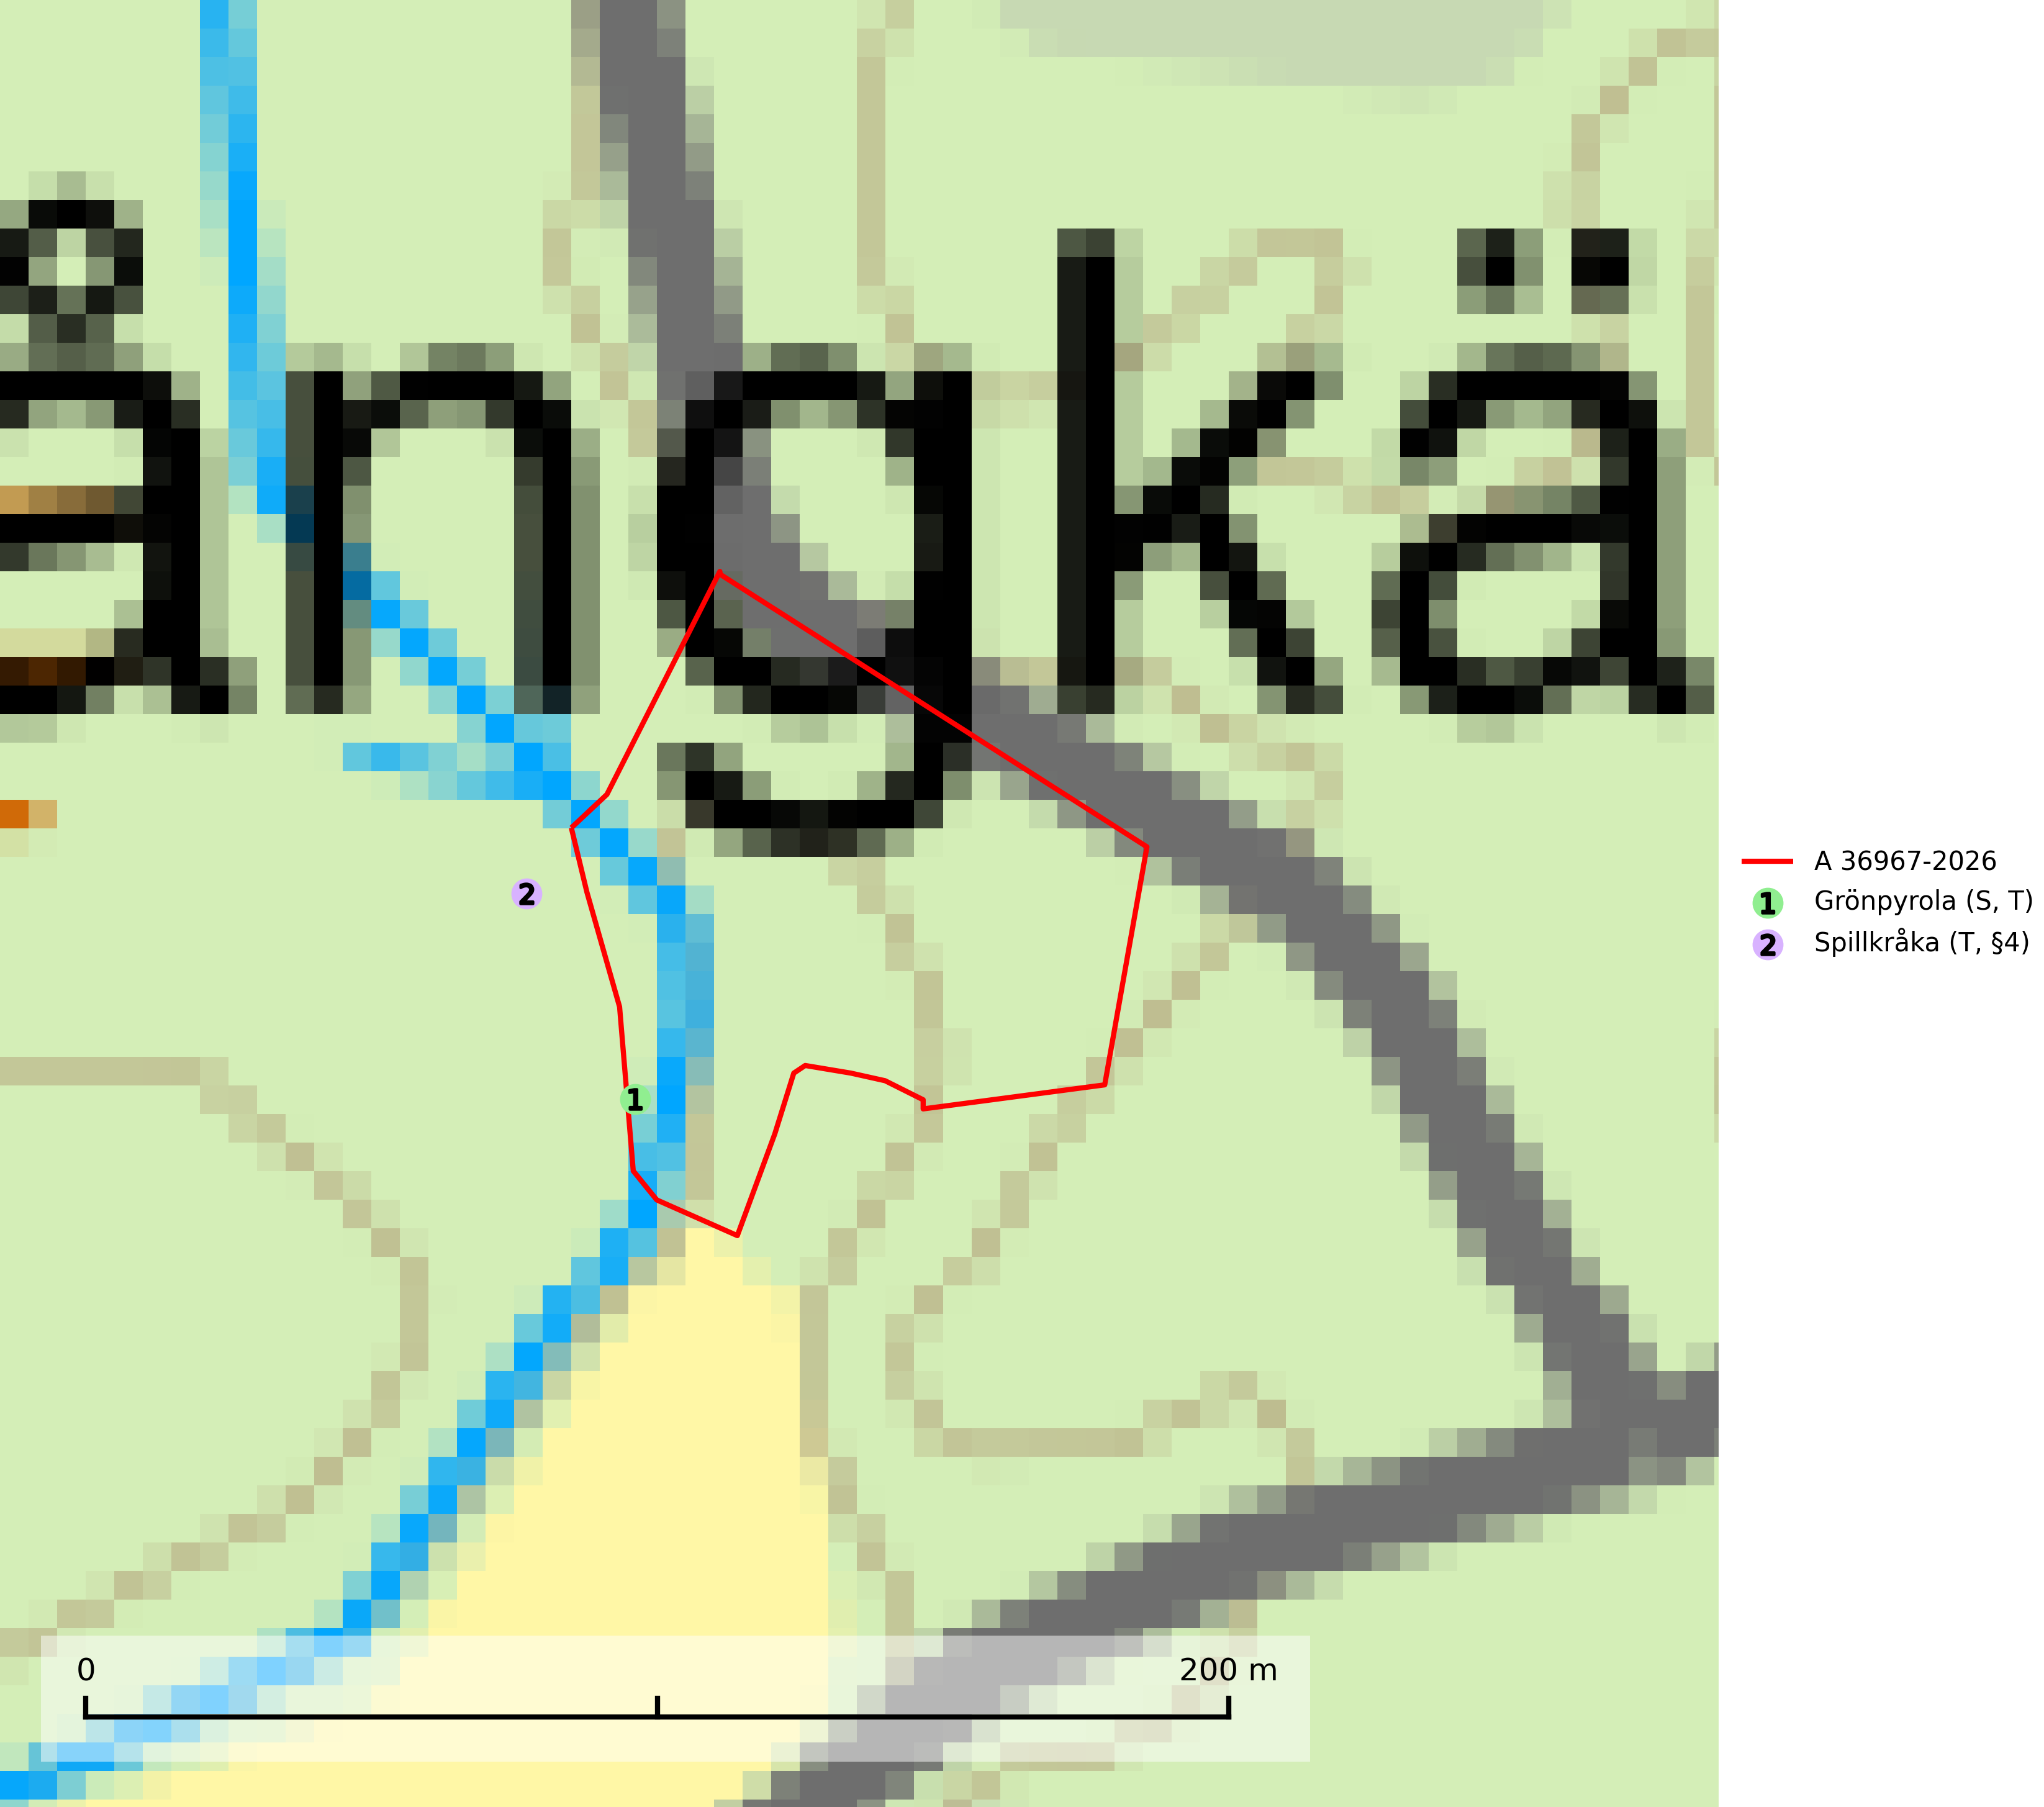 ångkä
A 36967-2026
1 Grönpyrola (S, T)
2 Spillkråka (T, §4)
2
1
0 200 m